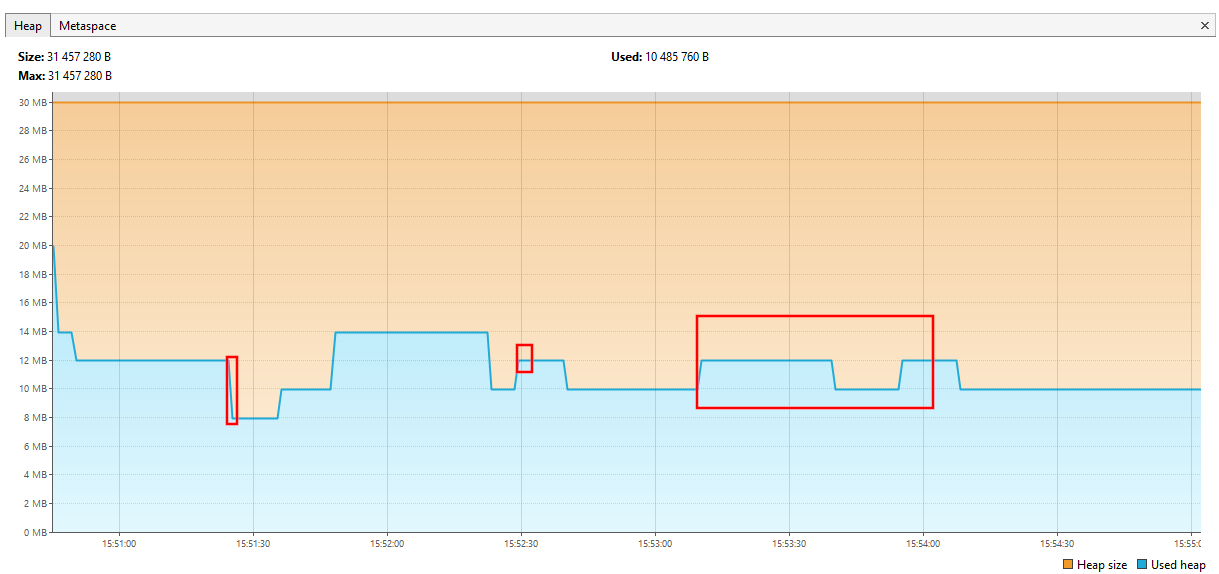 Heap Metaspace ×
Size: 31 457 280 B Used: 10 485 760 B
Max: 31 457 280 B
30 MB
28 MB
26 MB
24 MB
22 MB
20 MB
18 MB
16 MB
14 MB
12 MB
10 MB
8 MB
6 MB
4 MB
2 MB
0 MB
15:51:00 15:51:30 15:52:00 15:52:30 15:53:00 15:53:30 15:54:00 15:54:30 15:55:0
Heap size Used heap